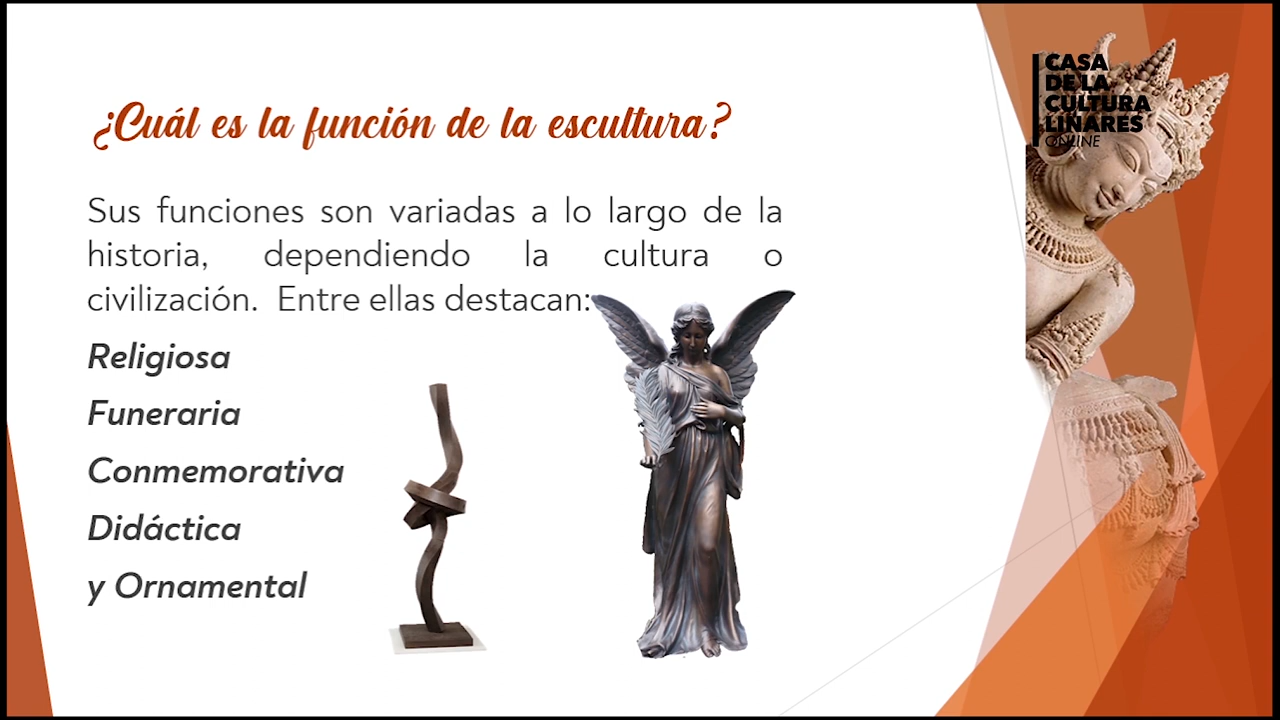 ¿Cuál es la función de la escultura?
Sus funciones son variadas a lo largo de la
historia, dependiendo la cultura o
civilización. Entre ellas destacan:
Religiosa
Funeraria
Conmemorativa
Didáctica
y Ornamental
CASA
DE LA
CULTURA
LINARES
ONLINE